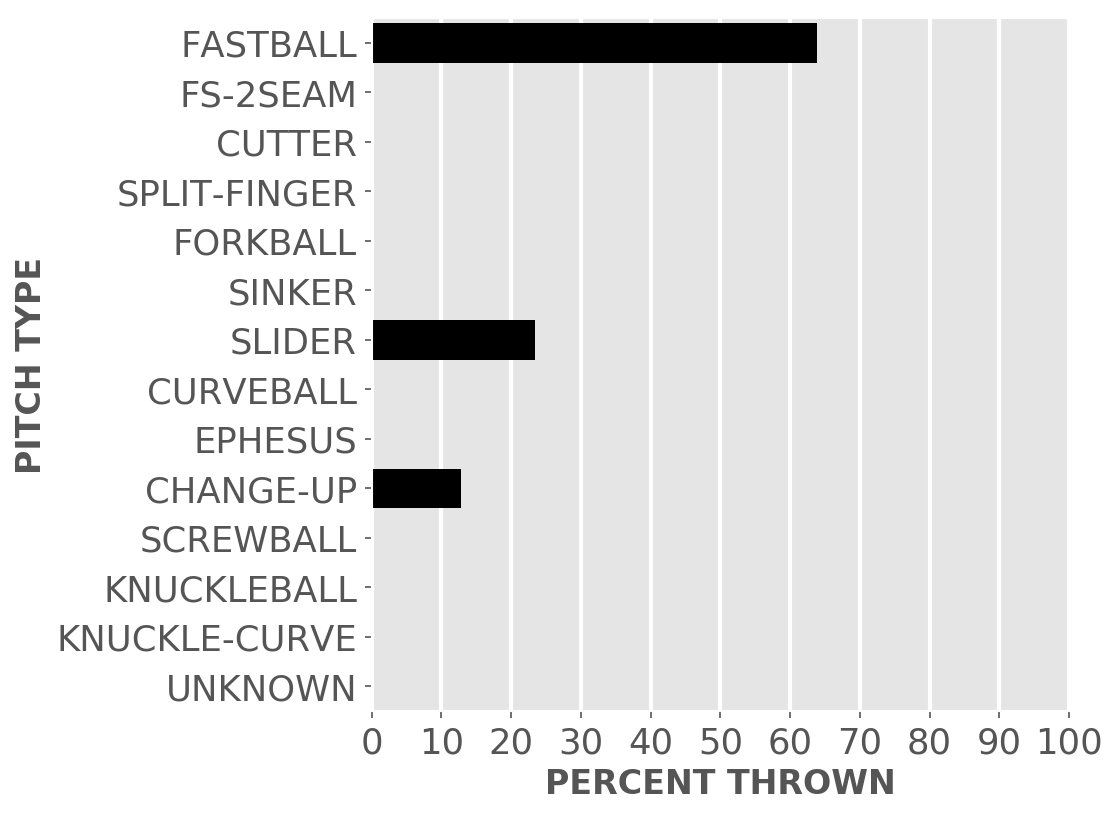 FASTBALL
FS-2SEAM
CUTTER
SPLIT-FINGER
FORKBALL
SINKER
SLIDER
CURVEBALL
EPHESUS
CHANGE-UP
SCREWBALL
KNUCKLEBALL
KNUCKLE-CURVE
UNKNOWN
PITCH TYPE
0 10 20 30 40 50 60 70 80 90 100
PERCENT THROWN